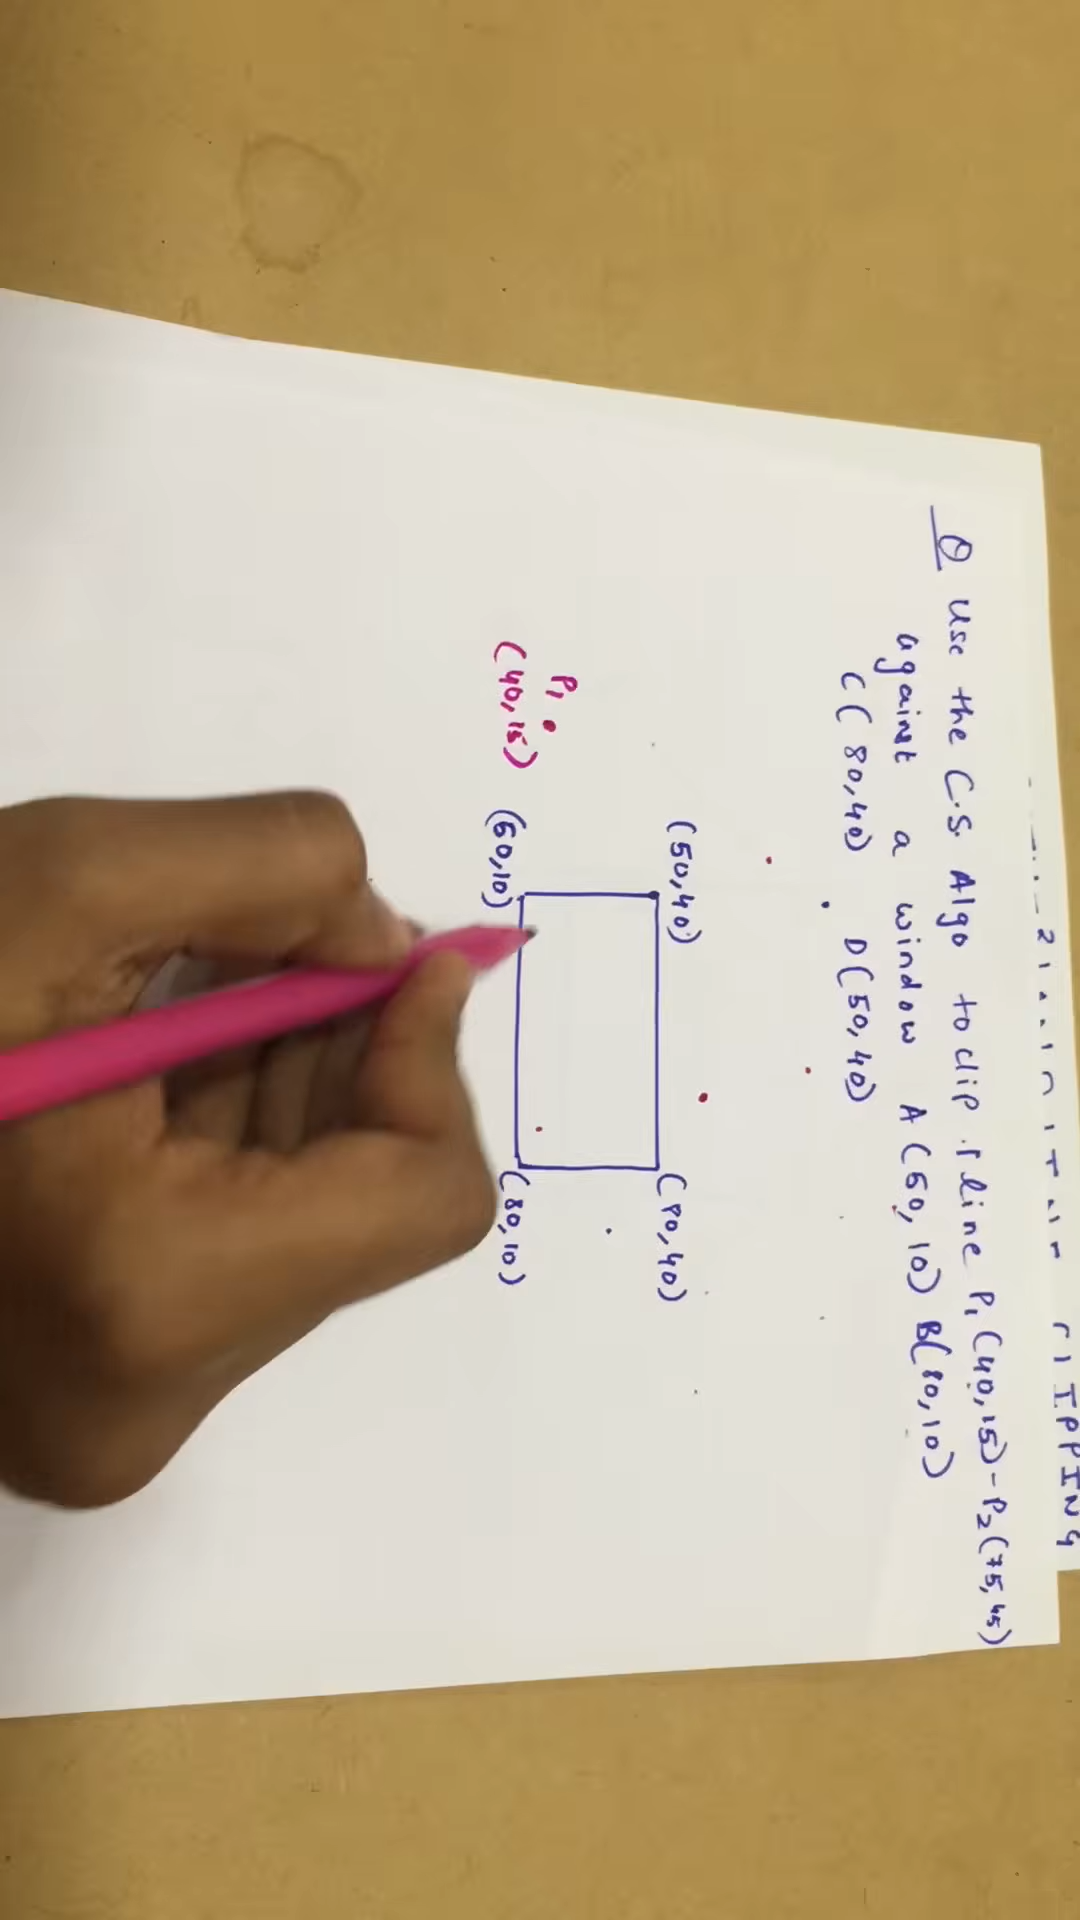 CLIPPING
Q Use the C.S. Algo to clip line P1 (40,15) - P2 (75,45)
against a window A (50,10) B(80,10)
C (80,40) D(50,40)
(50,40) (80,40)
P1
(40,15) (50,10) (80,10)